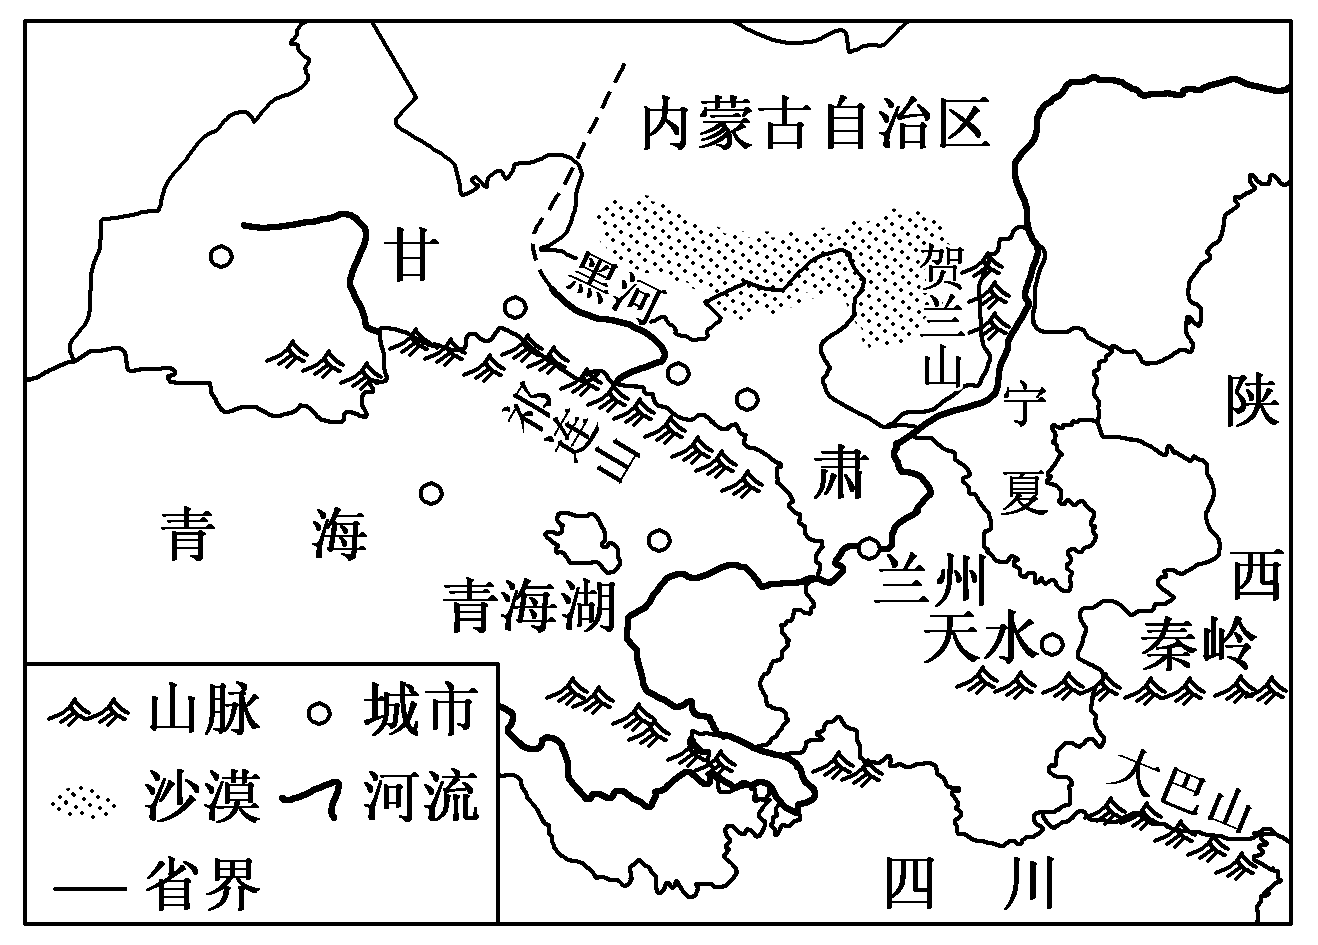 内蒙古自治区
甘
黑河
贺兰山
祁连山
宁
夏
陕
肃
青 海
西
青海湖
兰州
天水
秦岭
大巴山
四 川
山脉 城市
沙漠 河流
省界